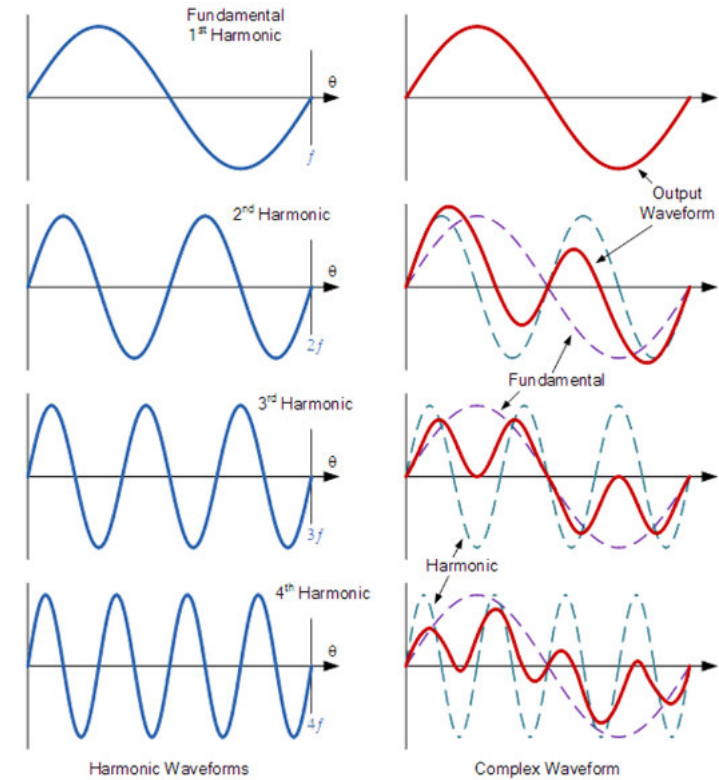 Fundamental
1st Harmonic
θ
f
Output
Waveform
2nd Harmonic
θ
2f
Fundamental
3rd Harmonic
θ
3f
Harmonic
4th Harmonic
θ
4f
Harmonic Waveforms
Complex Waveform